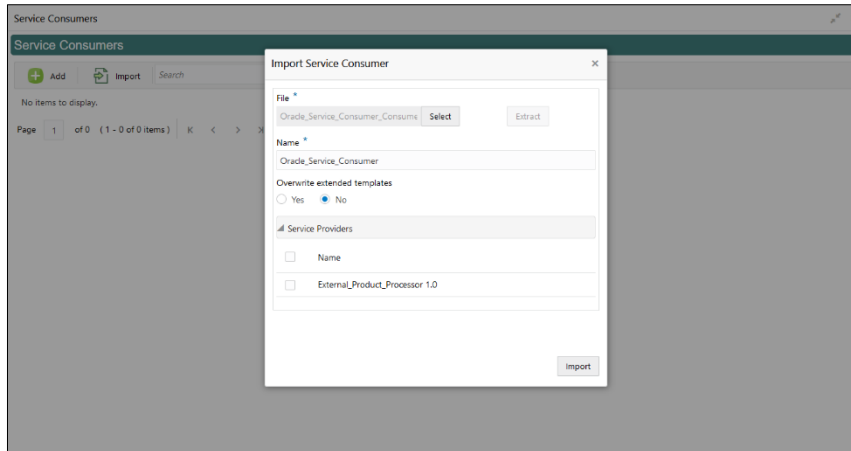 Service Consumers
Service Consumers
Add Import Search
No items to display.
Page 1 of 0 (1 - 0 of 0 items) K < > >
Import Service Consumer ×
File *
Oracle_Service_Consumer_Consume Select Extract
Name *
Oracle_Service_Consumer
Overwrite extended templates
Yes No
Service Providers
Name
External_Product_Processor 1.0
Import